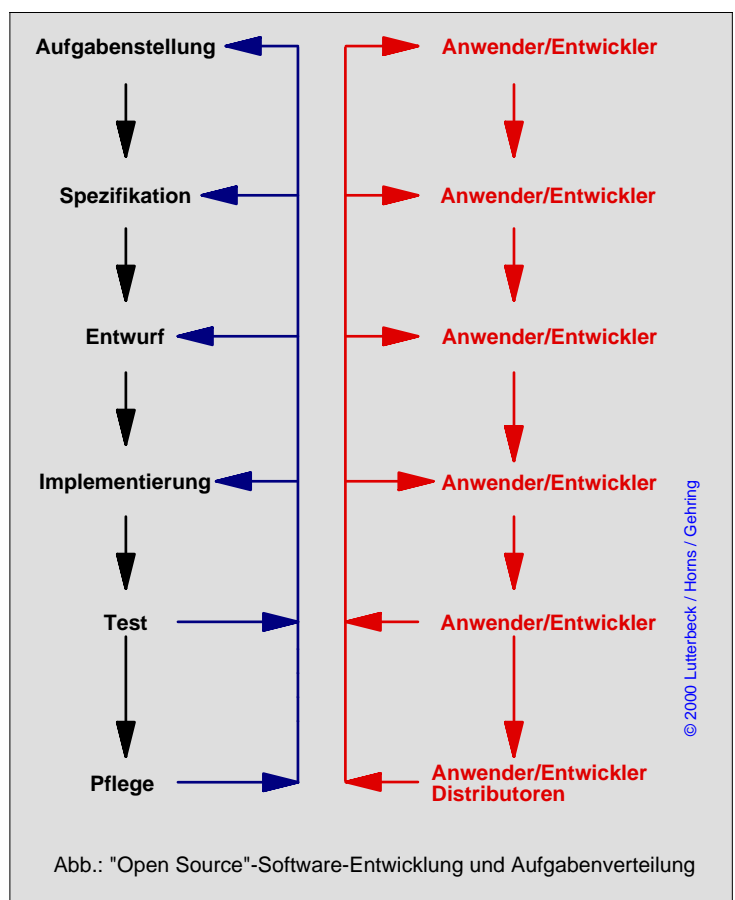 Aufgabenstellung
Anwender/Entwickler
Spezifikation
Anwender/Entwickler
Entwurf
Anwender/Entwickler
Implementierung
Anwender/Entwickler
Test
Anwender/Entwickler
Pflege
Anwender/Entwickler
Distributoren
© 2000 Lutterbeck / Horns / Gehring
Abb.: "Open Source"-Software-Entwicklung und Aufgabenverteilung